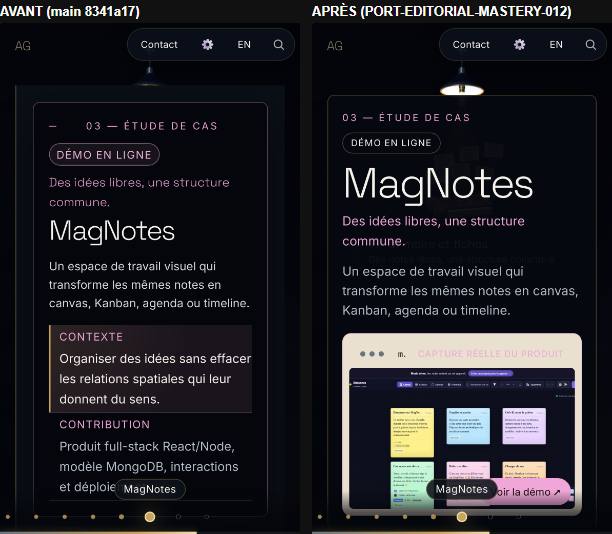 AVANT (main 8341a17)
AG
Contact
EN
— 03 — ÉTUDE DE CAS
DÉMO EN LIGNE
Des idées libres, une structure
commune.
MagNotes
Un espace de travail visuel qui
transforme les mêmes notes en
canvas, Kanban, agenda ou timeline.
CONTEXTE
Organiser des idées sans effacer
les relations spatiales qui leur
donnent du sens.
CONTRIBUTION
Produit full-stack React/Node,
modèle MongoDB, interactions
et déploie
MagNotes
APRÈS (PORT-EDITORIAL-MASTERY-012)
AG
Contact
EN
03 — ÉTUDE DE CAS
DÉMO EN LIGNE
MagNotes
Des idées libres, une structure
commune.
Un espace de travail visuel qui
transforme les mêmes notes en canvas,
Kanban, agenda ou timeline.
m. CAPTURE RÉELLE DU PRODUIT
MagNotes
oir la démo ↗